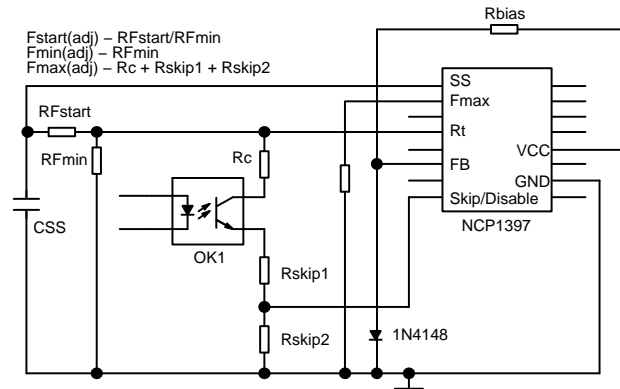 Rbias
Fstart(adj) – RFstart/RFmin
Fmin(adj) – RFmin
Fmax(adj) – Rc + Rskip1 + Rskip2
SS
Fmax
RFstart
Rt
RFmin
Rc
VCC
FB
GND
Skip/Disable
CSS
NCP1397
OK1
Rskip1
Rskip2
1N4148